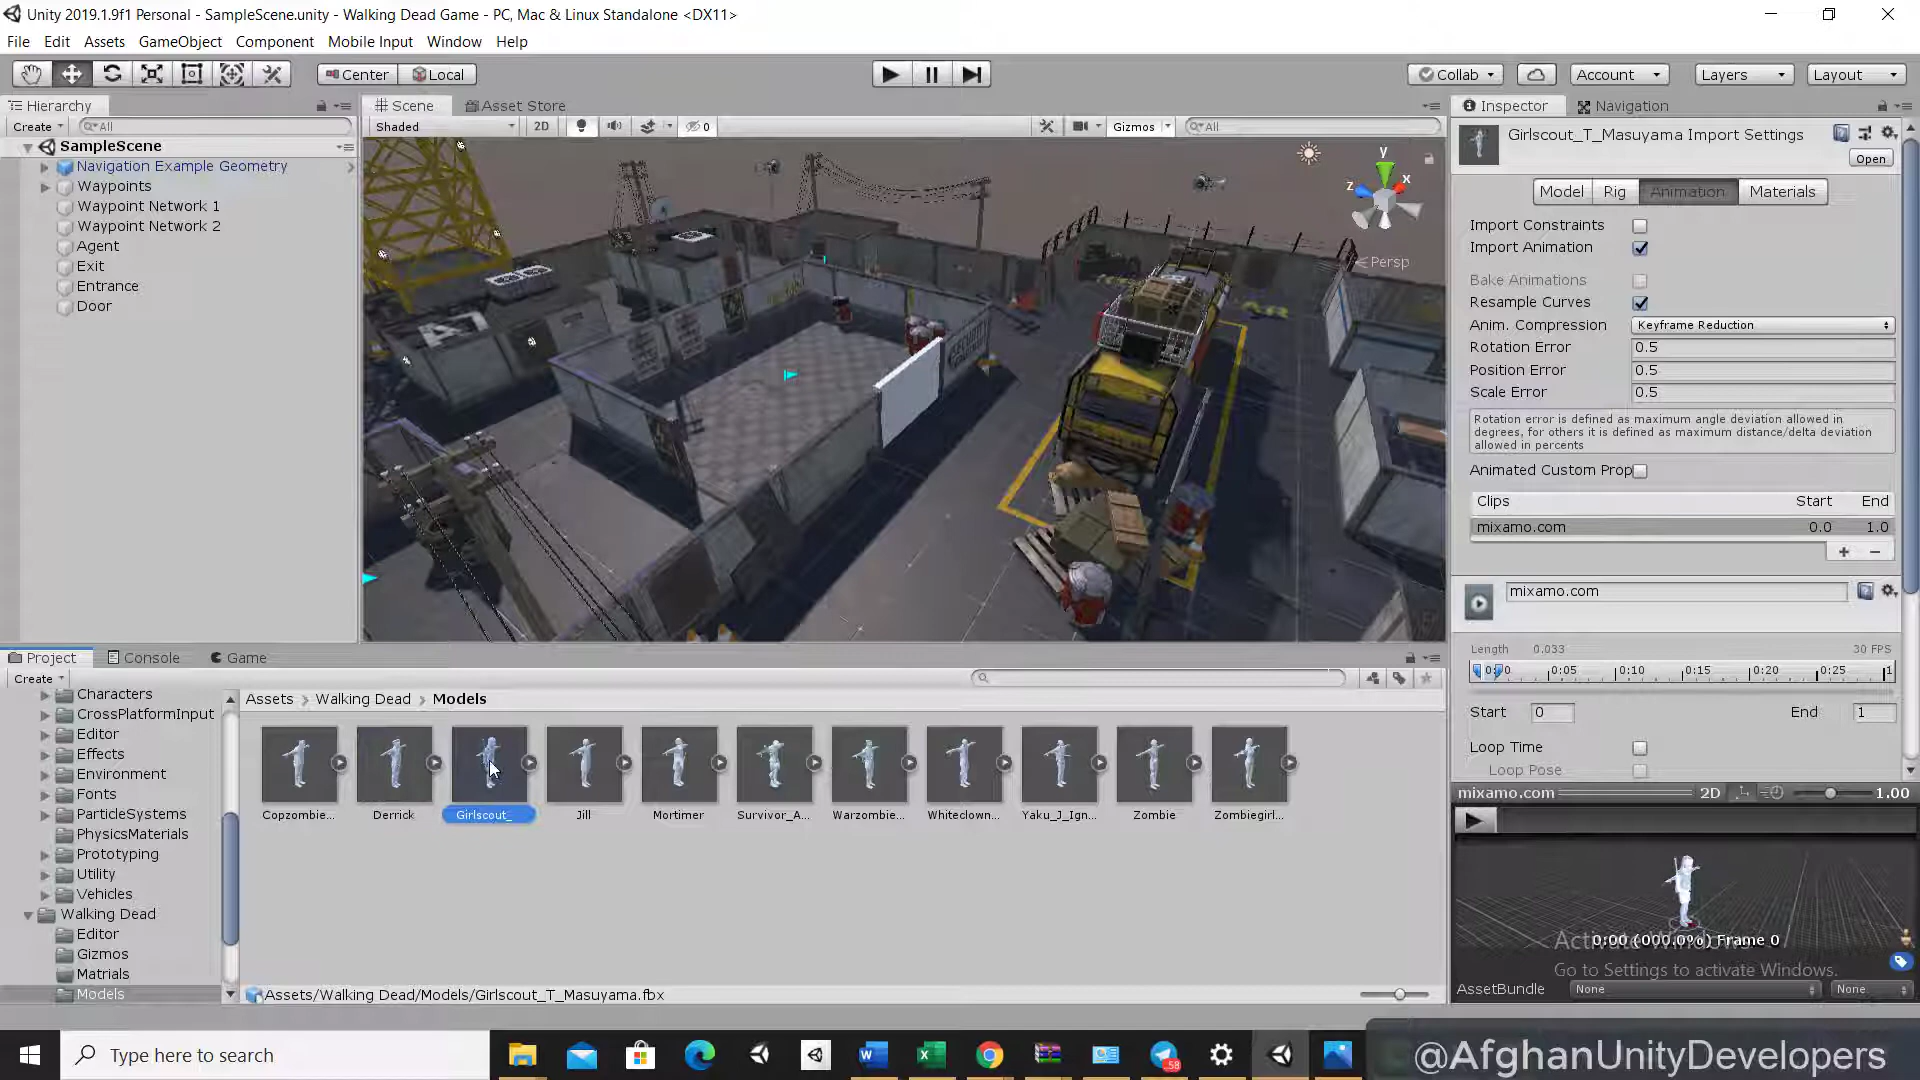 Unity 2019.1.9f1 Personal - SampleScene.unity - Walking Dead Game - PC, Mac & Linux Standalone <DX11>
File Edit Assets GameObject Component Mobile Input Window Help
Center Local
Collab Account Layers Layout
Hierarchy
Create All
SampleScene
Navigation Example Geometry
Waypoints
Waypoint Network 1
Waypoint Network 2
Agent
Exit
Entrance
Door
Scene Asset Store
Shaded 2D 0 Gizmos All
y
x
z
Persp
Inspector Navigation
Girlscout_T_Masuyama Import Settings
Open
Model Rig Animation Materials
Import Constraints
Import Animation
Bake Animations
Resample Curves
Anim. Compression Keyframe Reduction
Rotation Error 0.5
Position Error 0.5
Scale Error 0.5
Rotation error is defined as maximum angle deviation allowed in
degrees, for others it is defined as maximum distance/delta deviation
allowed in percents
Animated Custom Prop
Clips Start End
mixamo.com 0.0 1.0
mixamo.com
Length 0.033 30 FPS
0:05 0:10 0:15 0:20 0:25 1
Start 0 End 1
Loop Time
Loop Pose
mixamo.com 2D 1.00
0:00 (000.0%) Frame 0
Activate Windows
Go to Settings to activate Windows.
AssetBundle None None
Project Console Game
Create
Characters
CrossPlatformInput
Editor
Effects
Environment
Fonts
ParticleSystems
PhysicsMaterials
Prototyping
Utility
Vehicles
Walking Dead
Editor
Gizmos
Matrials
Models
Assets Walking Dead Models
Copzombie... Derrick Girlscout_ Jill Mortimer Survivor_A... Warzombie... Whiteclown... Yaku_J_Ign... Zombie Zombiegirl...
Assets/Walking Dead/Models/Girlscout_T_Masuyama.fbx
Type here to search
58
@AfghanUnityDevelopers